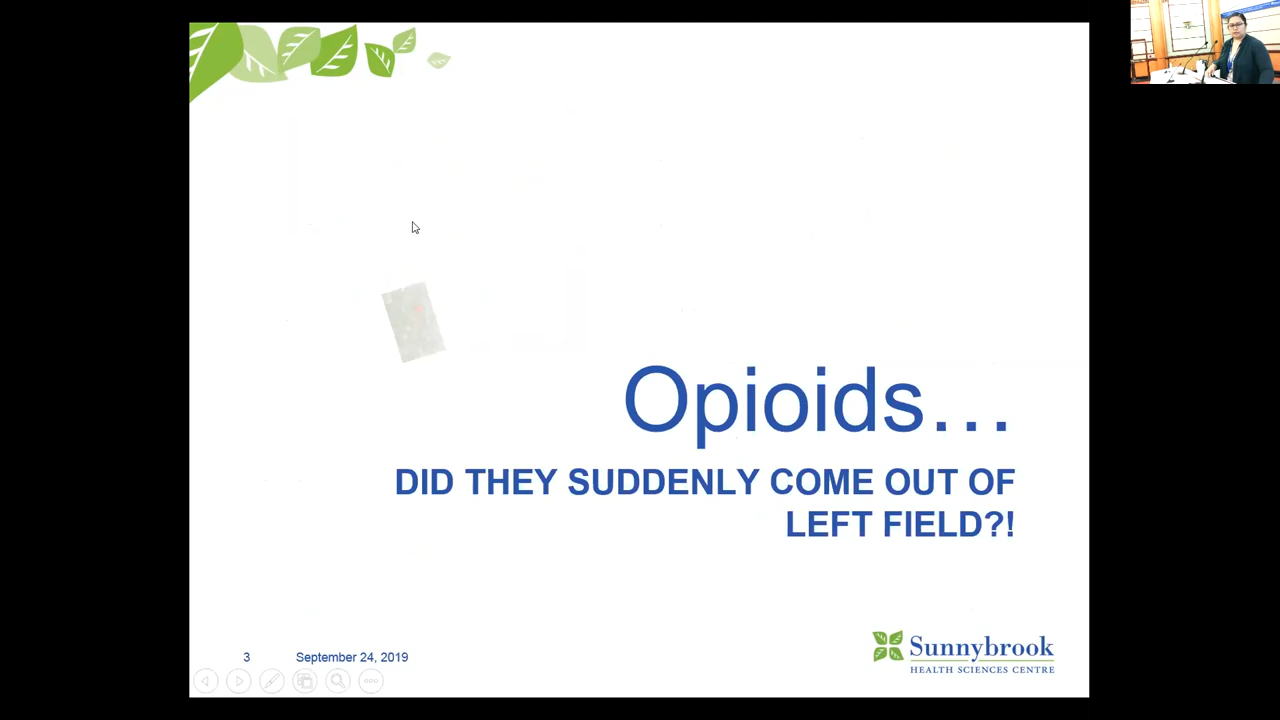 Opioids…
DID THEY SUDDENLY COME OUT OF
LEFT FIELD?!
3 September 24, 2019
Sunnybrook
HEALTH SCIENCES CENTRE